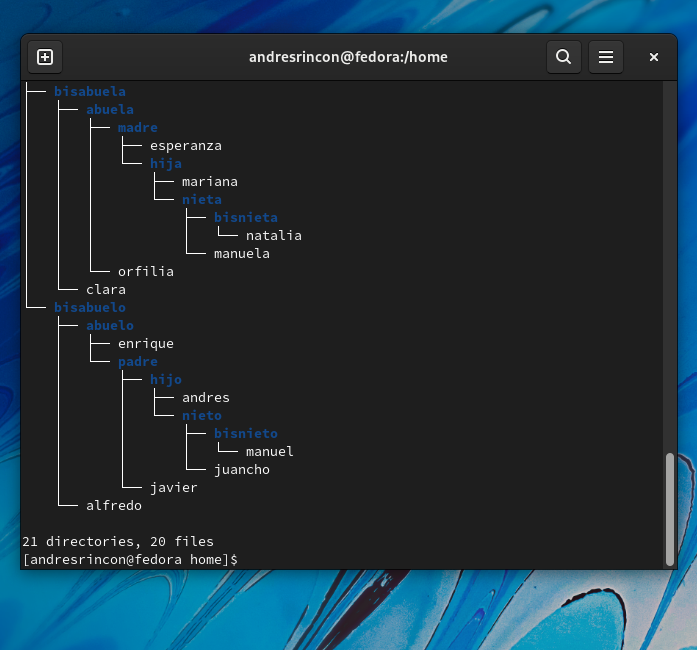 andresrincon@fedora:/home
├── bisabuela
│   ├── abuela
│   │   ├── madre
│   │   │   ├── esperanza
│   │   │   └── hija
│   │   │       ├── mariana
│   │   │       └── nieta
│   │   │           ├── bisnieta
│   │   │           │   └── natalia
│   │   │           └── manuela
│   │   └── orfilia
│   └── clara
└── bisabuelo
    ├── abuelo
    │   ├── enrique
    │   └── padre
    │       ├── hijo
    │       │   ├── andres
    │       │   └── nieto
    │       │       ├── bisnieto
    │       │       │   └── manuel
    │       │       └── juancho
    │       └── javier
    └── alfredo
21 directories, 20 files
[andresrincon@fedora home]$